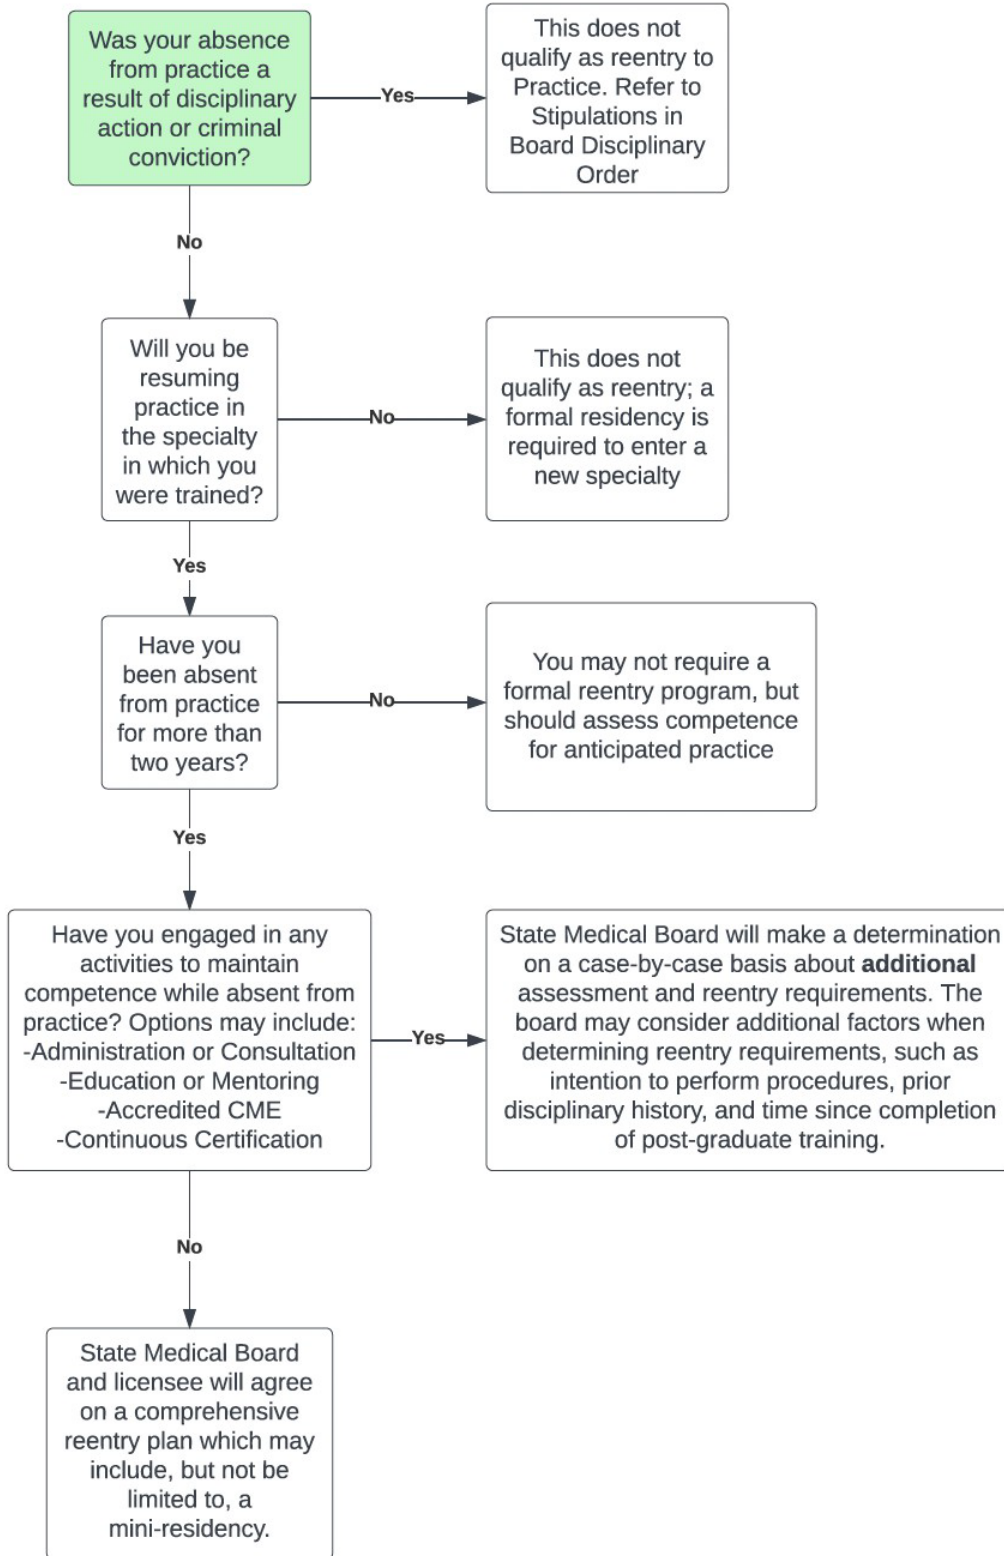 Was your absence
from practice a
result of disciplinary
action or criminal
conviction?
Yes
This does not
qualify as reentry to
Practice. Refer to
Stipulations in
Board Disciplinary
Order
No
Will you be
resuming
practice in
the specialty
in which you
were trained?
No
This does not
qualify as reentry; a
formal residency is
required to enter a
new specialty
Yes
Have you
been absent
from practice
for more than
two years?
No
You may not require a
formal reentry program, but
should assess competence
for anticipated practice
Yes
Have you engaged in any
activities to maintain
competence while absent from
practice? Options may include:
-Administration or Consultation
-Education or Mentoring
-Accredited CME
-Continuous Certification
Yes
State Medical Board will make a determination
on a case-by-case basis about additional
assessment and reentry requirements. The
board may consider additional factors when
determining reentry requirements, such as
intention to perform procedures, prior
disciplinary history, and time since completion
of post-graduate training.
No
State Medical Board
and licensee will agree
on a comprehensive
reentry plan which may
include, but not be
limited to, a
mini-residency.